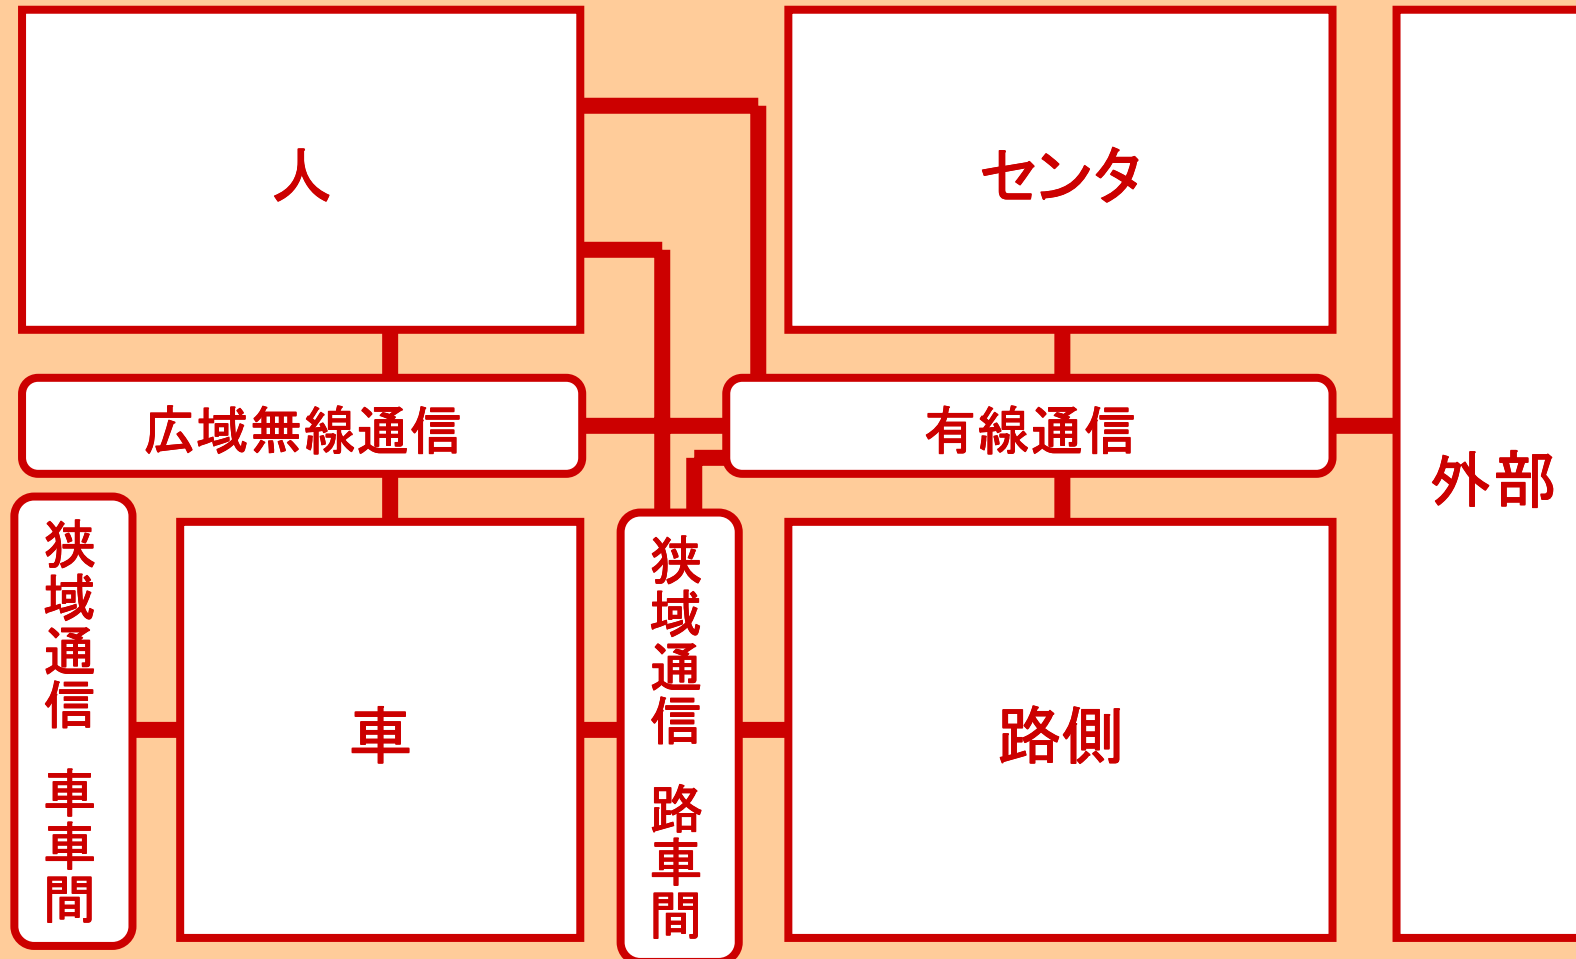 人
センタ
広域無線通信
有線通信
外部
狭域通信 車車間
車
狭域通信 路車間
路側